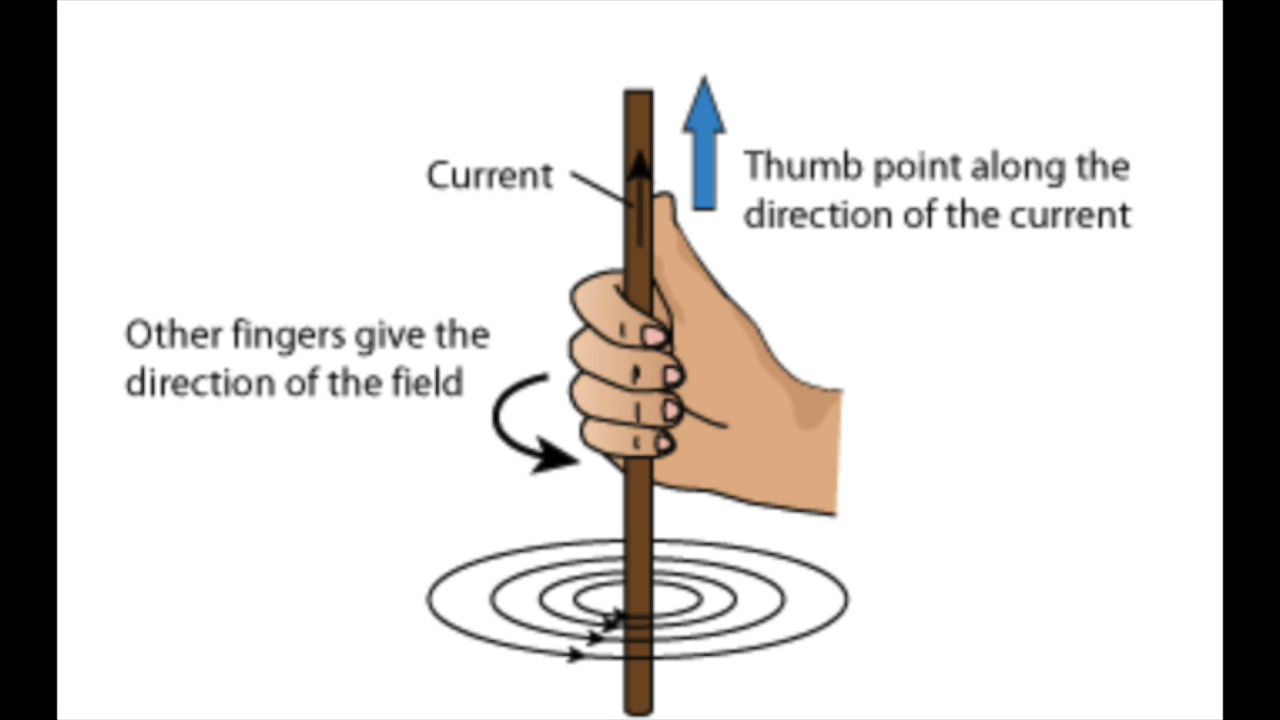 Current
Thumb point along the
direction of the current
Other fingers give the
direction of the field